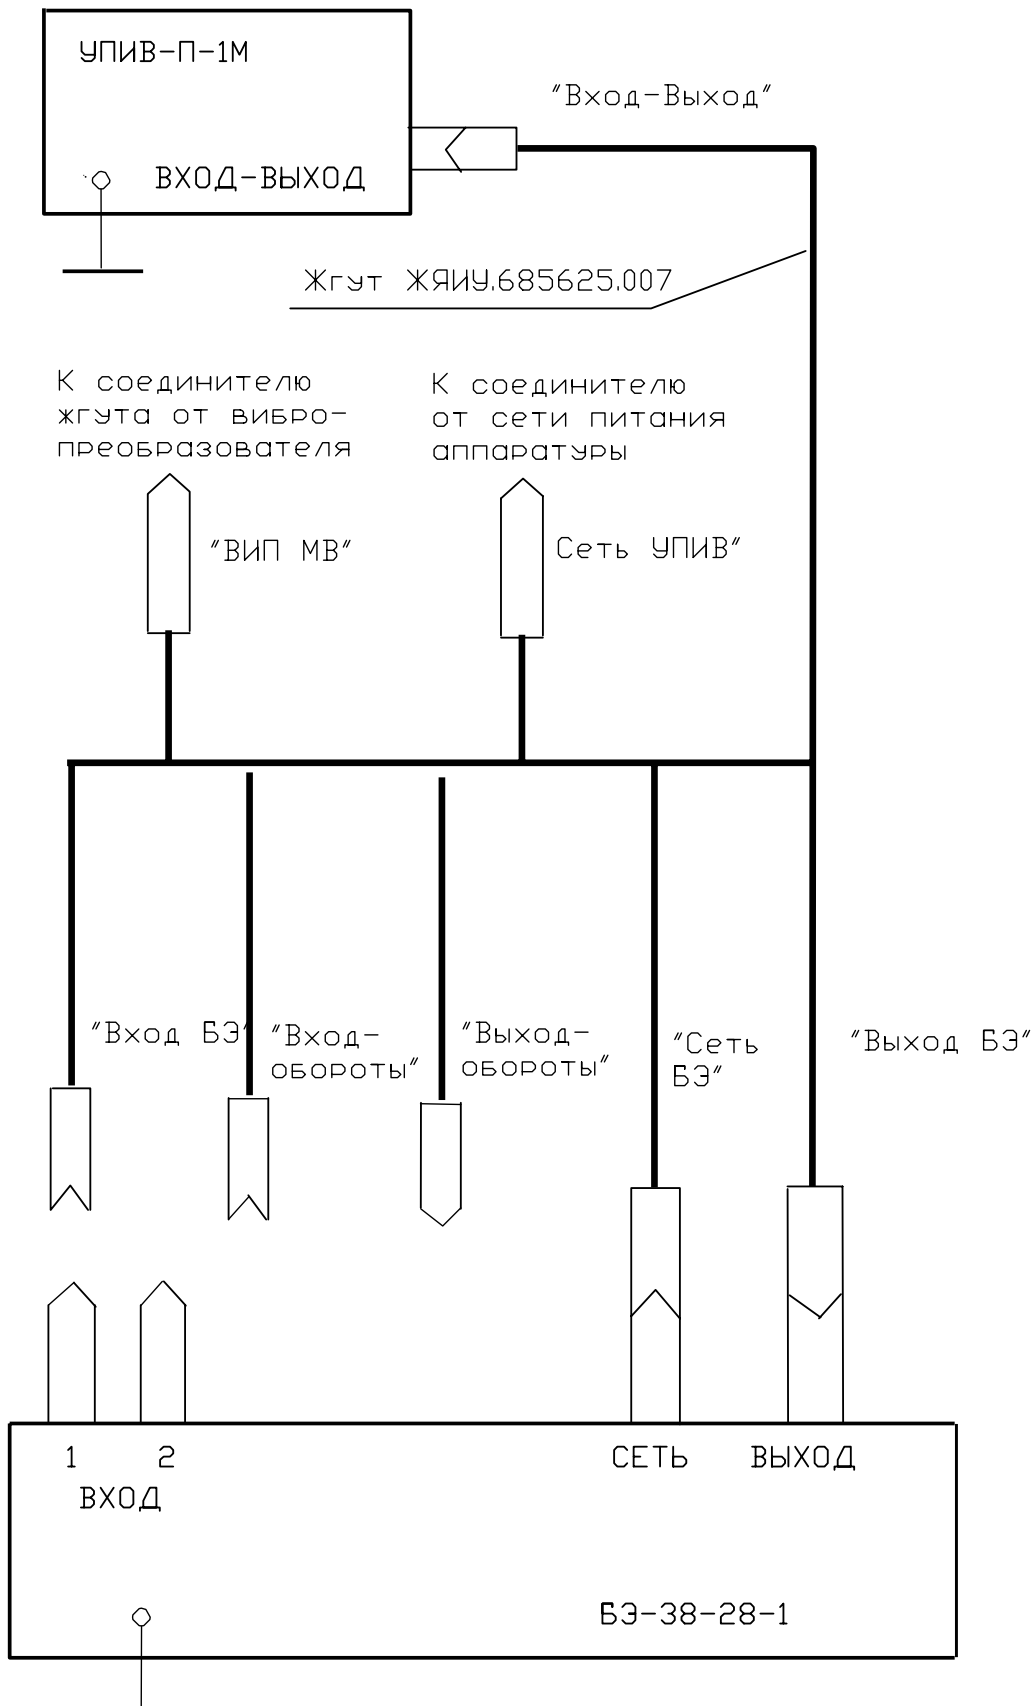 УПИВ-П-1М
"Вход-Выход"
ВХОД-ВЫХОД
Жгут ЖЯИУ.685625.007
К соединителю
жгута от вибро-
преобразователя
К соединителю
от сети питания
аппаратуры
"ВИП МВ"
Сеть УПИВ"
"Вход БЭ"
"Вход-
обороты"
"Выход-
обороты"
"Сеть
БЭ"
"Выход БЭ"
1
2
ВХОД
СЕТЬ
ВЫХОД
БЭ-38-28-1